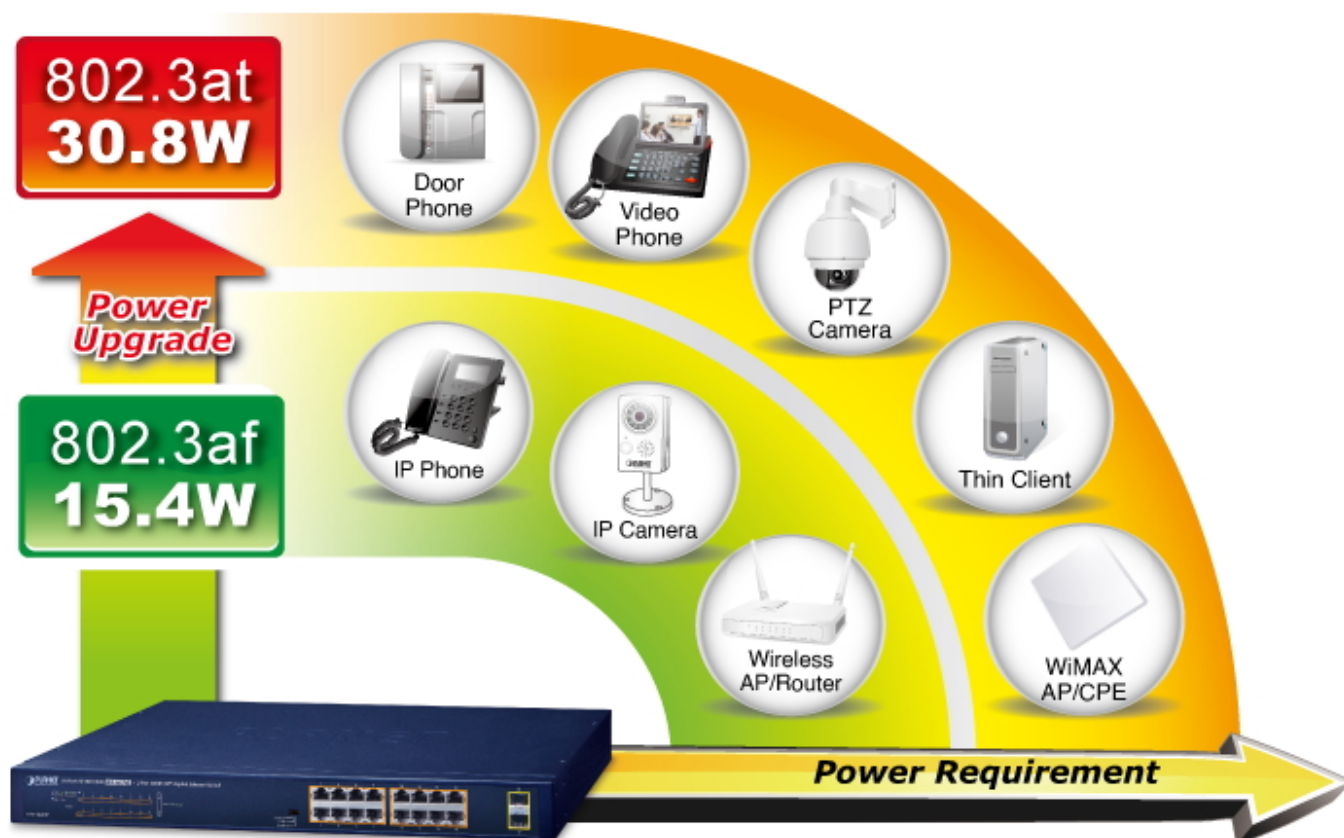 802.3at
30.8W
Door
Phone
Video
Phone
PTZ
Camera
Thin Client
WiMAX
AP/CPE
Power
Upgrade
802.3af
15.4W
IP Phone
IP Camera
Wireless
AP/Router
Power Requirement
PLANET